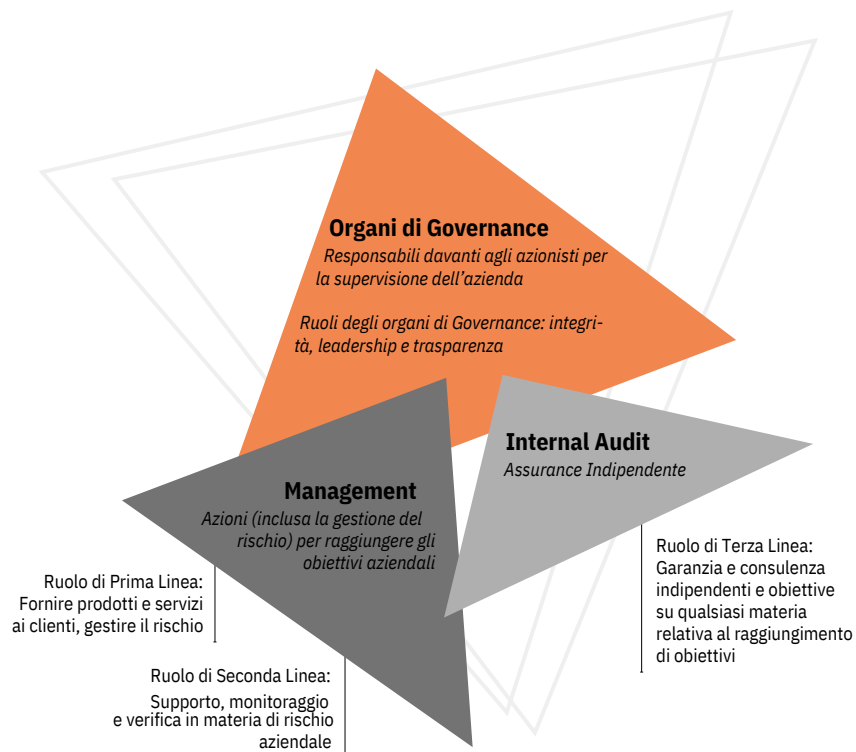 Organi di Governance
Responsabili davanti agli azionisti per
la supervisione dell'azienda
Ruoli degli organi di Governance: integri-
tà, leadership e trasparenza
Internal Audit
Assurance Indipendente
Management
Azioni (inclusa la gestione del
rischio) per raggiungere gli
obiettivi aziendali
Ruolo di Prima Linea:
Fornire prodotti e servizi
ai clienti, gestire il rischio
Ruolo di Seconda Linea:
Supporto, monitoraggio
e verifica in materia di rischio
aziendale
Ruolo di Terza Linea:
Garanzia e consulenza
indipendenti e obiettive
su qualsiasi materia
relativa al raggiungimento
di obiettivi